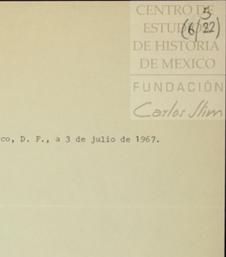 5
(6/22)
CENTRO DE
ESTUDIOS
DE HISTORIA
DE MEXICO
FUNDACIÓN
Carlos Slim
co, D. F., a 3 de julio de 1967.